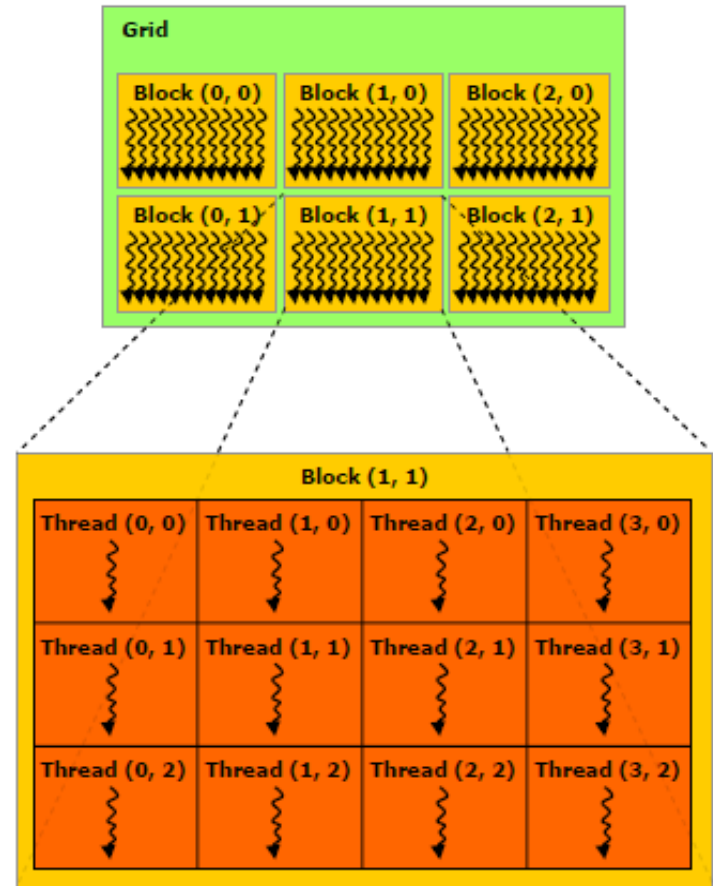 Grid
Block (0, 0) Block (1, 0) Block (2, 0)
Block (0, 1) Block (1, 1) Block (2, 1)
Block (1, 1)
Thread (0, 0) Thread (1, 0) Thread (2, 0) Thread (3, 0)
Thread (0, 1) Thread (1, 1) Thread (2, 1) Thread (3, 1)
Thread (0, 2) Thread (1, 2) Thread (2, 2) Thread (3, 2)